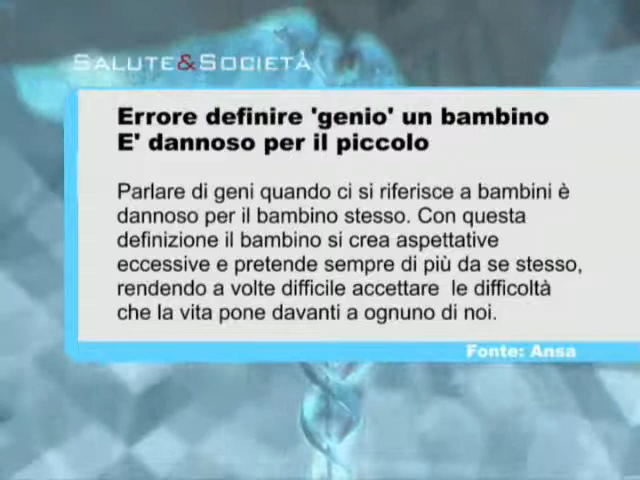 SALUTE&SOCIETÀ
Errore definire 'genio' un bambino
E' dannoso per il piccolo
Parlare di geni quando ci si riferisce a bambini è
dannoso per il bambino stesso. Con questa
definizione il bambino si crea aspettative
eccessive e pretende sempre di più da se stesso,
rendendo a volte difficile accettare  le difficoltà
che la vita pone davanti a ognuno di noi.
Fonte: Ansa